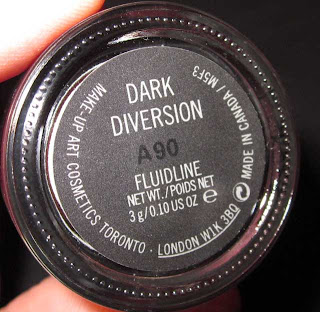 DARK
DIVERSION
A90
FLUIDLINE
NET WT./POIDS NET
3 g/0.10 US OZ ℮
MAKE-UP ART COSMETICS TORONTO · LONDON W1K 3BQ
MADE IN CANADA / M5F3